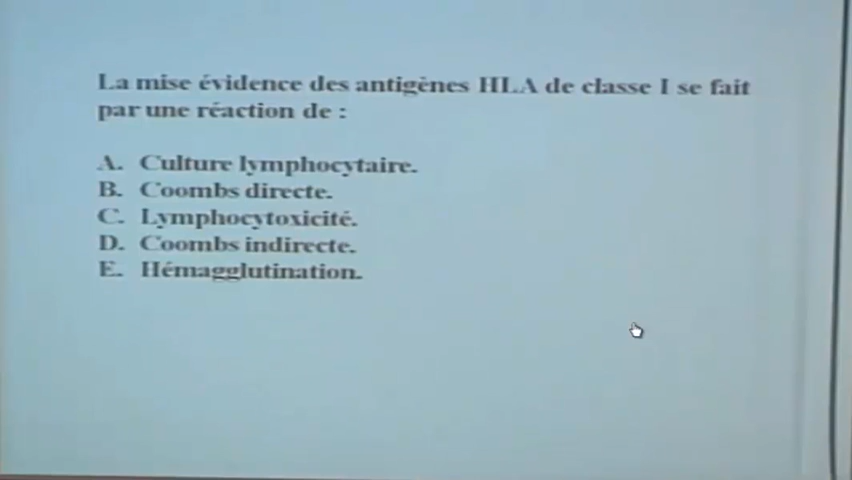 La mise évidence des antigènes HLA de classe I se fait
par une réaction de :
A. Culture lymphocytaire.
B. Coombs directe.
C. Lymphocytoxicité.
D. Coombs indirecte.
E. Hémagglutination.